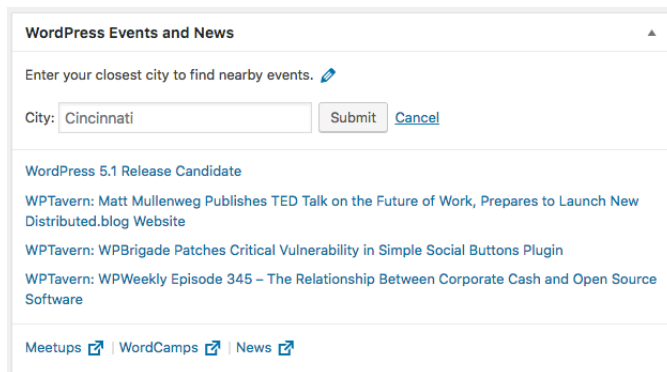 WordPress Events and News
Enter your closest city to find nearby events.
City: Cincinnati Submit Cancel
WordPress 5.1 Release Candidate
WPTavern: Matt Mullenweg Publishes TED Talk on the Future of Work, Prepares to Launch New
Distributed.blog Website
WPTavern: WPBrigade Patches Critical Vulnerability in Simple Social Buttons Plugin
WPTavern: WPWeekly Episode 345 – The Relationship Between Corporate Cash and Open Source
Software
Meetups | WordCamps | News